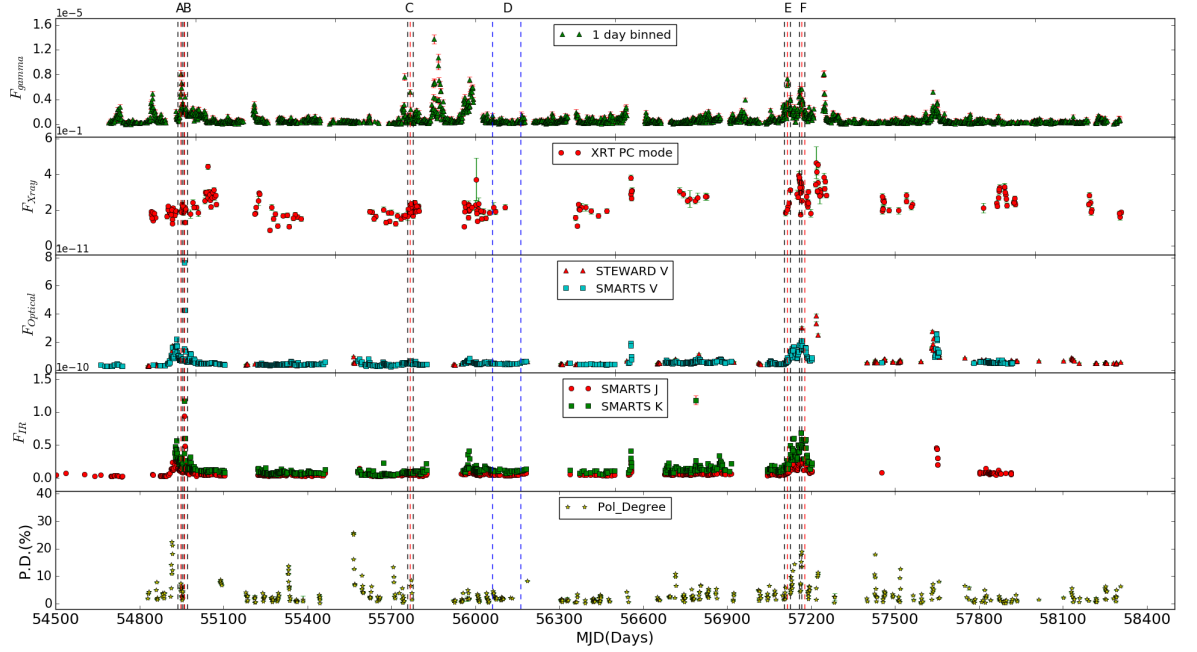 A B C D E F
1e-5
F_gamma
1.6
1.2
0.8
0.4
0.0
1 day binned
1e-1
F_Xray
6
4
2
0
XRT PC mode
1e-11
F_Optical
8
6
4
2
0
STEWARD V
SMARTS V
1e-10
F_IR
1.5
1.0
0.5
0.0
SMARTS J
SMARTS K
P.D.(%)
40
30
20
10
0
Pol_Degree
54500 54800 55100 55400 55700 56000 56300 56600 56900 57200 57500 57800 58100 58400
MJD(Days)